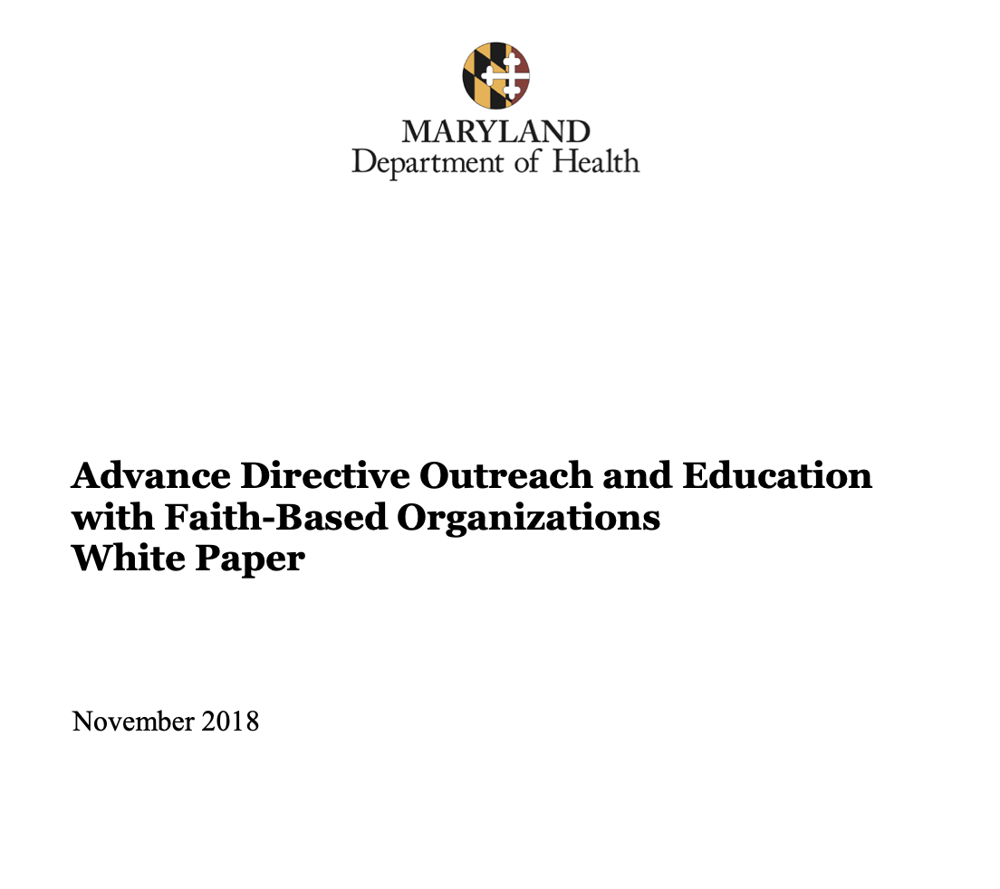 MARYLAND
Department of Health
Advance Directive Outreach and Education
with Faith-Based Organizations
White Paper
November 2018